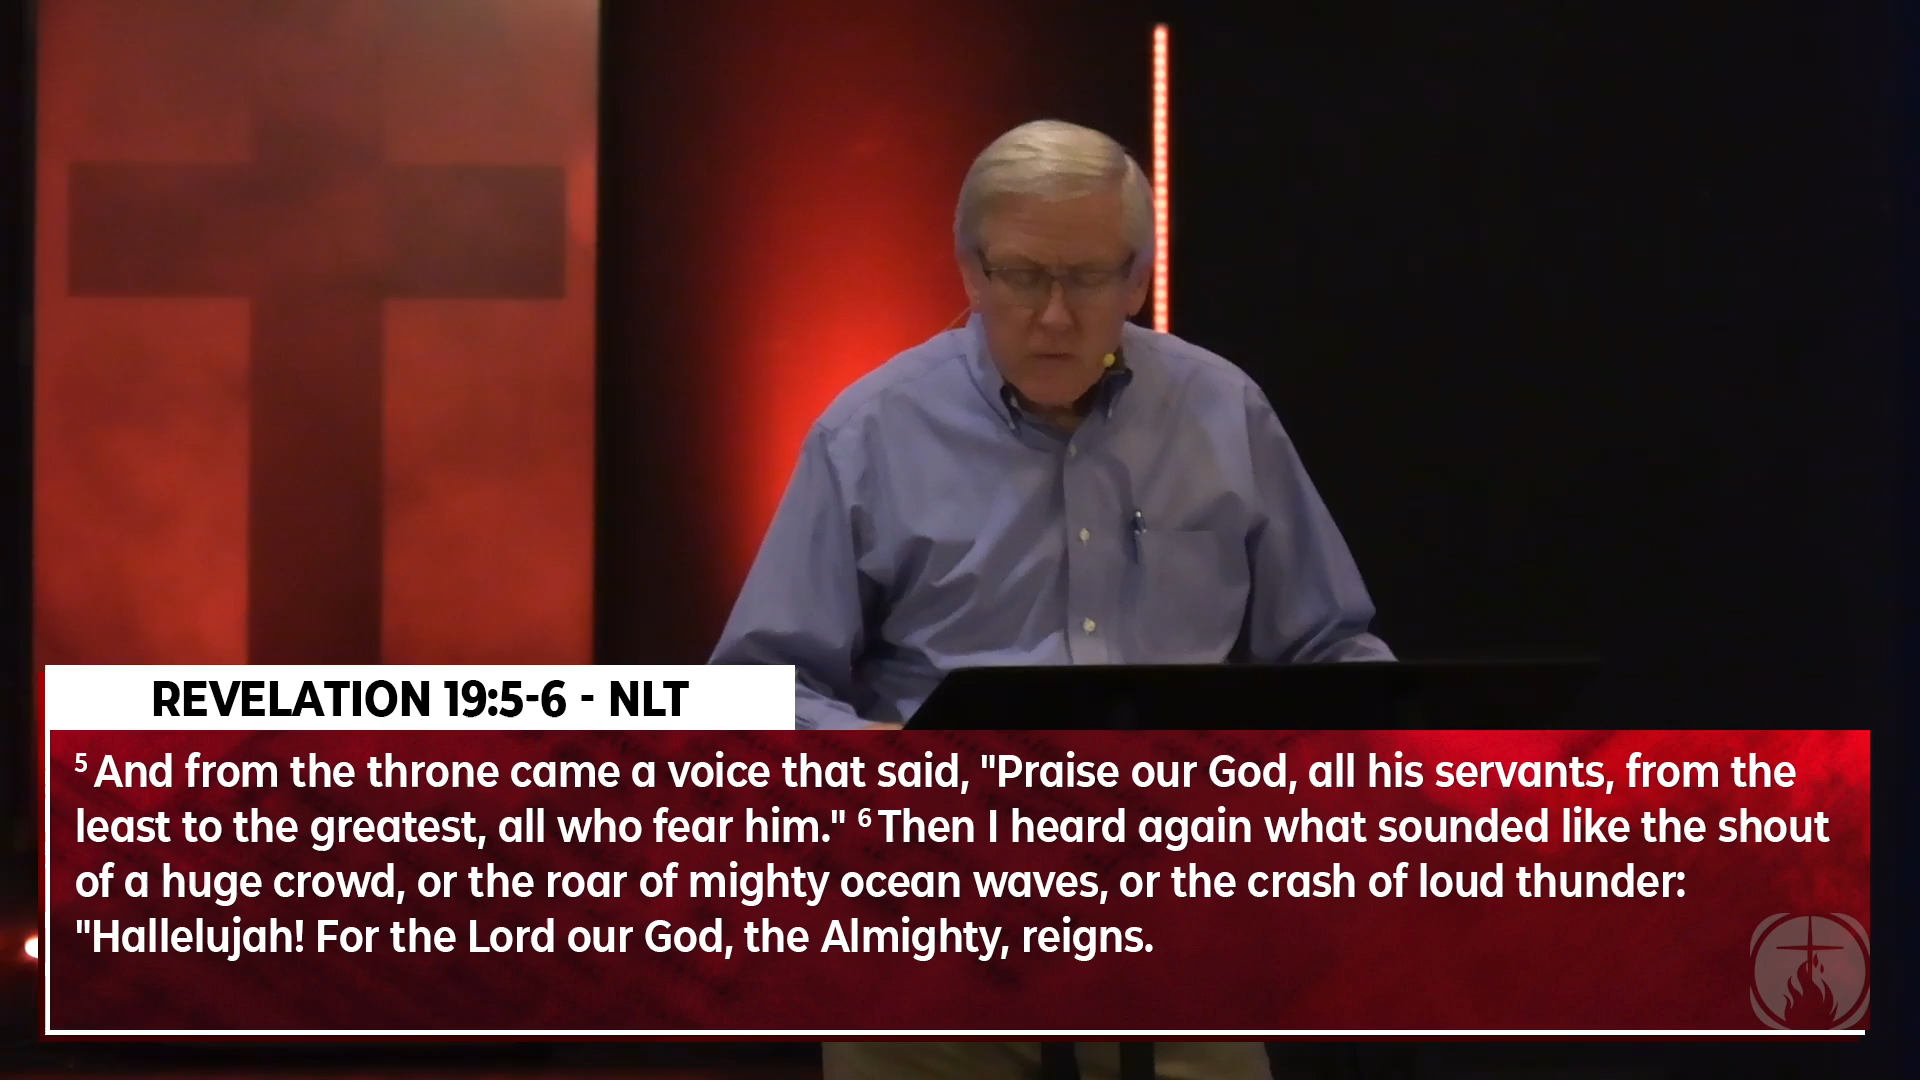 REVELATION 19:5-6 - NLT
5 And from the throne came a voice that said, "Praise our God, all his servants, from the
least to the greatest, all who fear him." 6 Then I heard again what sounded like the shout
of a huge crowd, or the roar of mighty ocean waves, or the crash of loud thunder:
"Hallelujah! For the Lord our God, the Almighty, reigns.